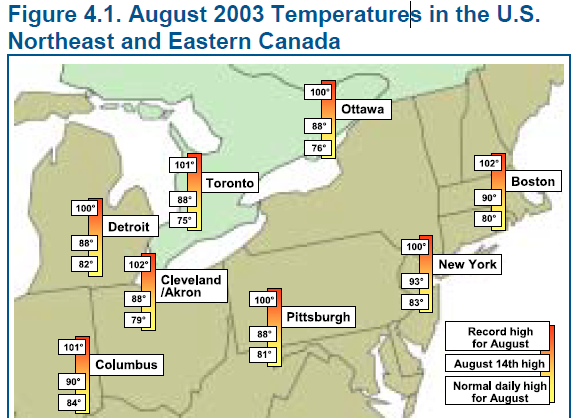 Figure 4.1. August 2003 Temperatures in the U.S.
Northeast and Eastern Canada
100°
Ottawa
88°
76°
101°
Toronto
88°
75°
102°
Boston
90°
80°
100°
Detroit
88°
82°
102°
Cleveland
/Akron
88°
79°
100°
New York
93°
83°
100°
Pittsburgh
88°
81°
101°
Columbus
90°
84°
Record high
for August
August 14th high
Normal daily high
for August